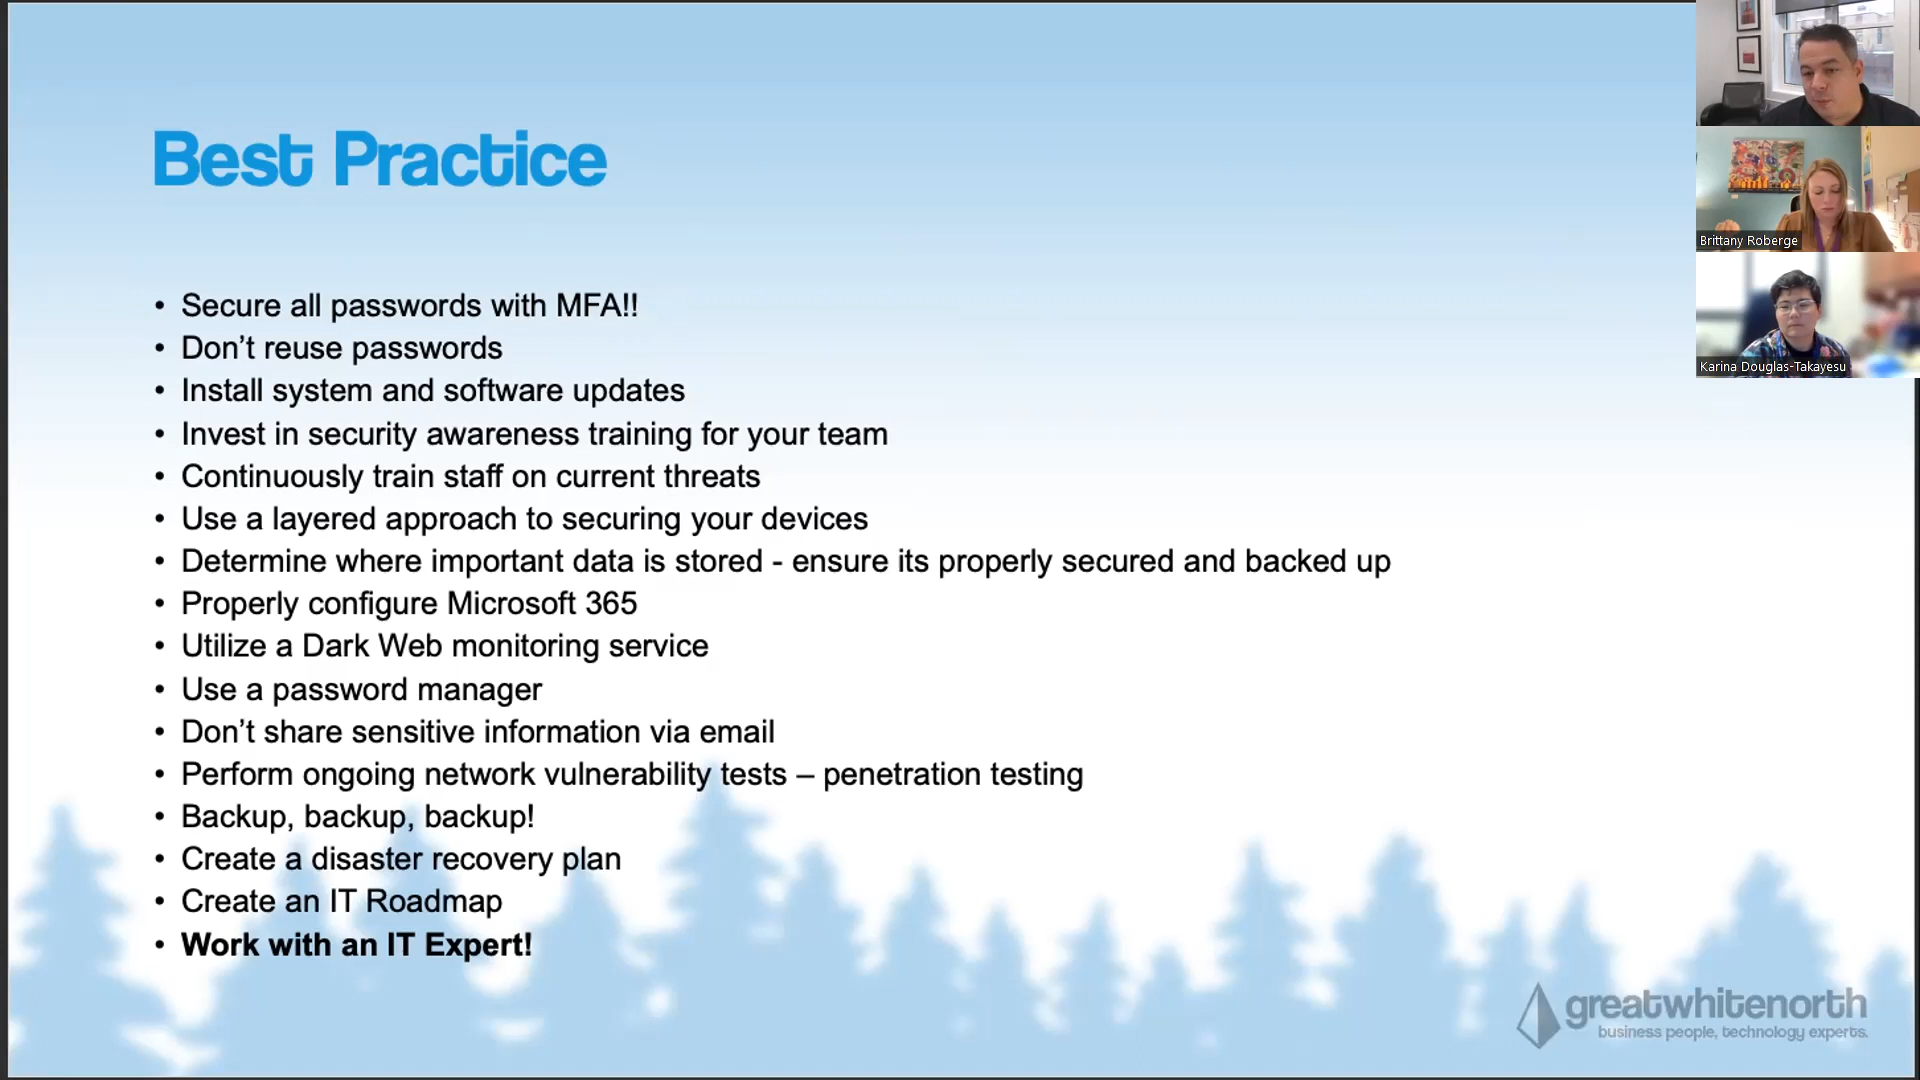 Best Practice
• Secure all passwords with MFA!!
• Don’t reuse passwords
• Install system and software updates
• Invest in security awareness training for your team
• Continuously train staff on current threats
• Use a layered approach to securing your devices
• Determine where important data is stored - ensure its properly secured and backed up
• Properly configure Microsoft 365
• Utilize a Dark Web monitoring service
• Use a password manager
• Don’t share sensitive information via email
• Perform ongoing network vulnerability tests – penetration testing
• Backup, backup, backup!
• Create a disaster recovery plan
• Create an IT Roadmap
• Work with an IT Expert!
Brittany Roberge
Karina Douglas-Takayesu
greatwhitenorth
business people, technology experts.